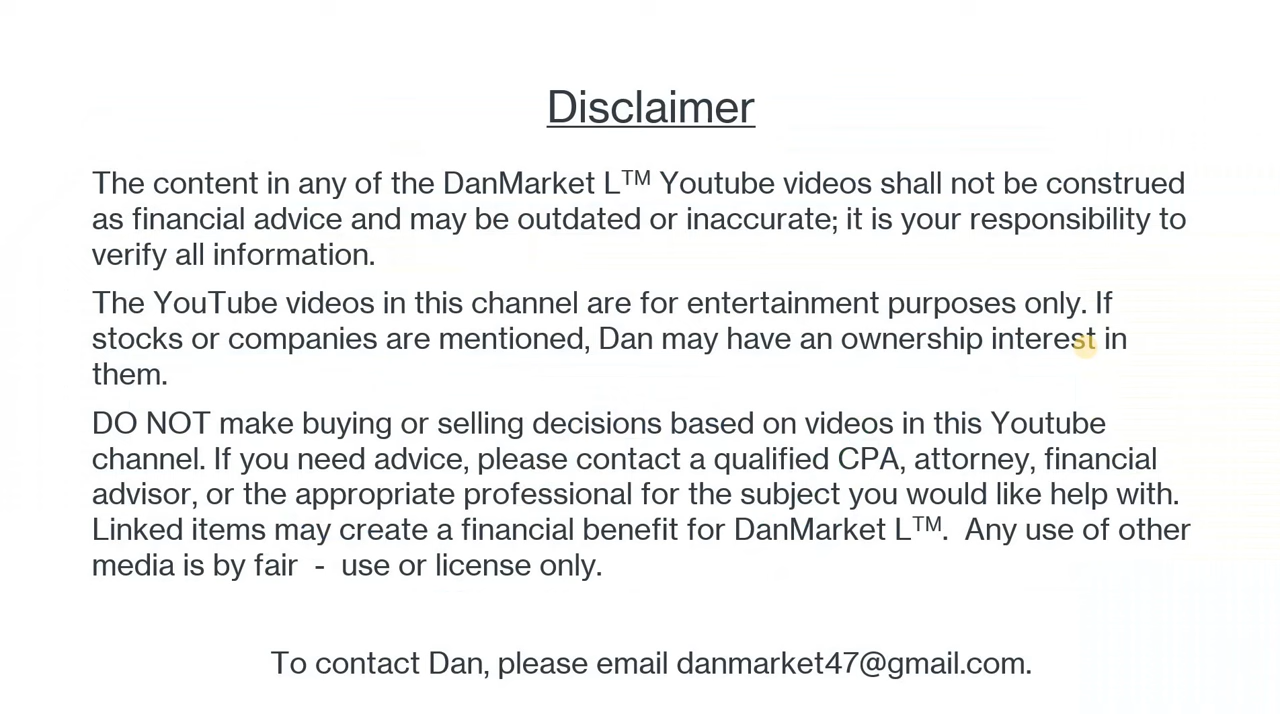 Disclaimer
The content in any of the DanMarket L™ Youtube videos shall not be construed
as financial advice and may be outdated or inaccurate; it is your responsibility to
verify all information.
The YouTube videos in this channel are for entertainment purposes only. If
stocks or companies are mentioned, Dan may have an ownership interest in
them.
DO NOT make buying or selling decisions based on videos in this Youtube
channel. If you need advice, please contact a qualified CPA, attorney, financial
advisor, or the appropriate professional for the subject you would like help with.
Linked items may create a financial benefit for DanMarket L™.  Any use of other
media is by fair  -  use or license only.
To contact Dan, please email danmarket47@gmail.com.